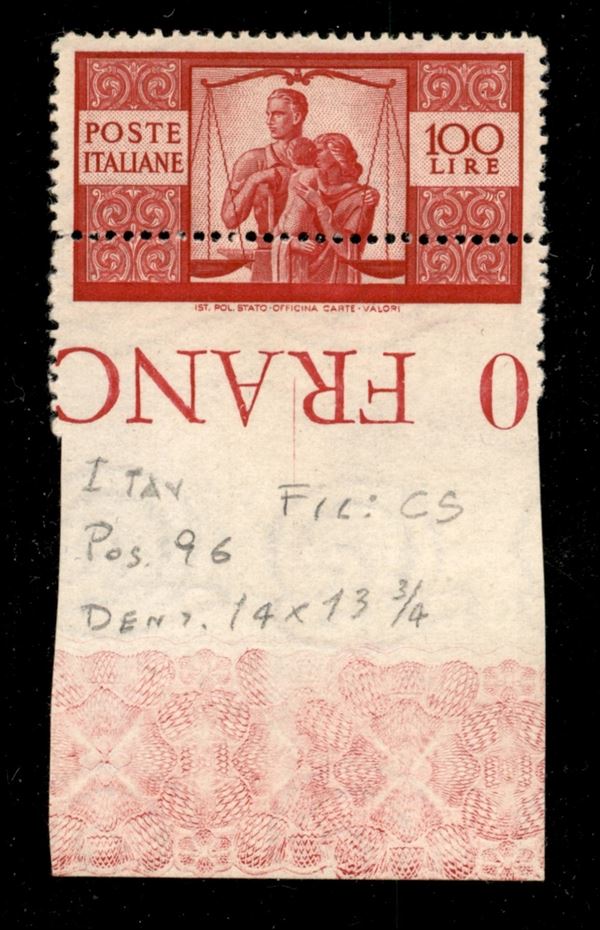 POSTE
ITALIANE
100
LIRE
IST. POL. STATO-OFFICINA CARTE-VALORI
0 FRANC
I TAV
Fil: CS
Pos. 96
Dent. 14 x 13 3/4